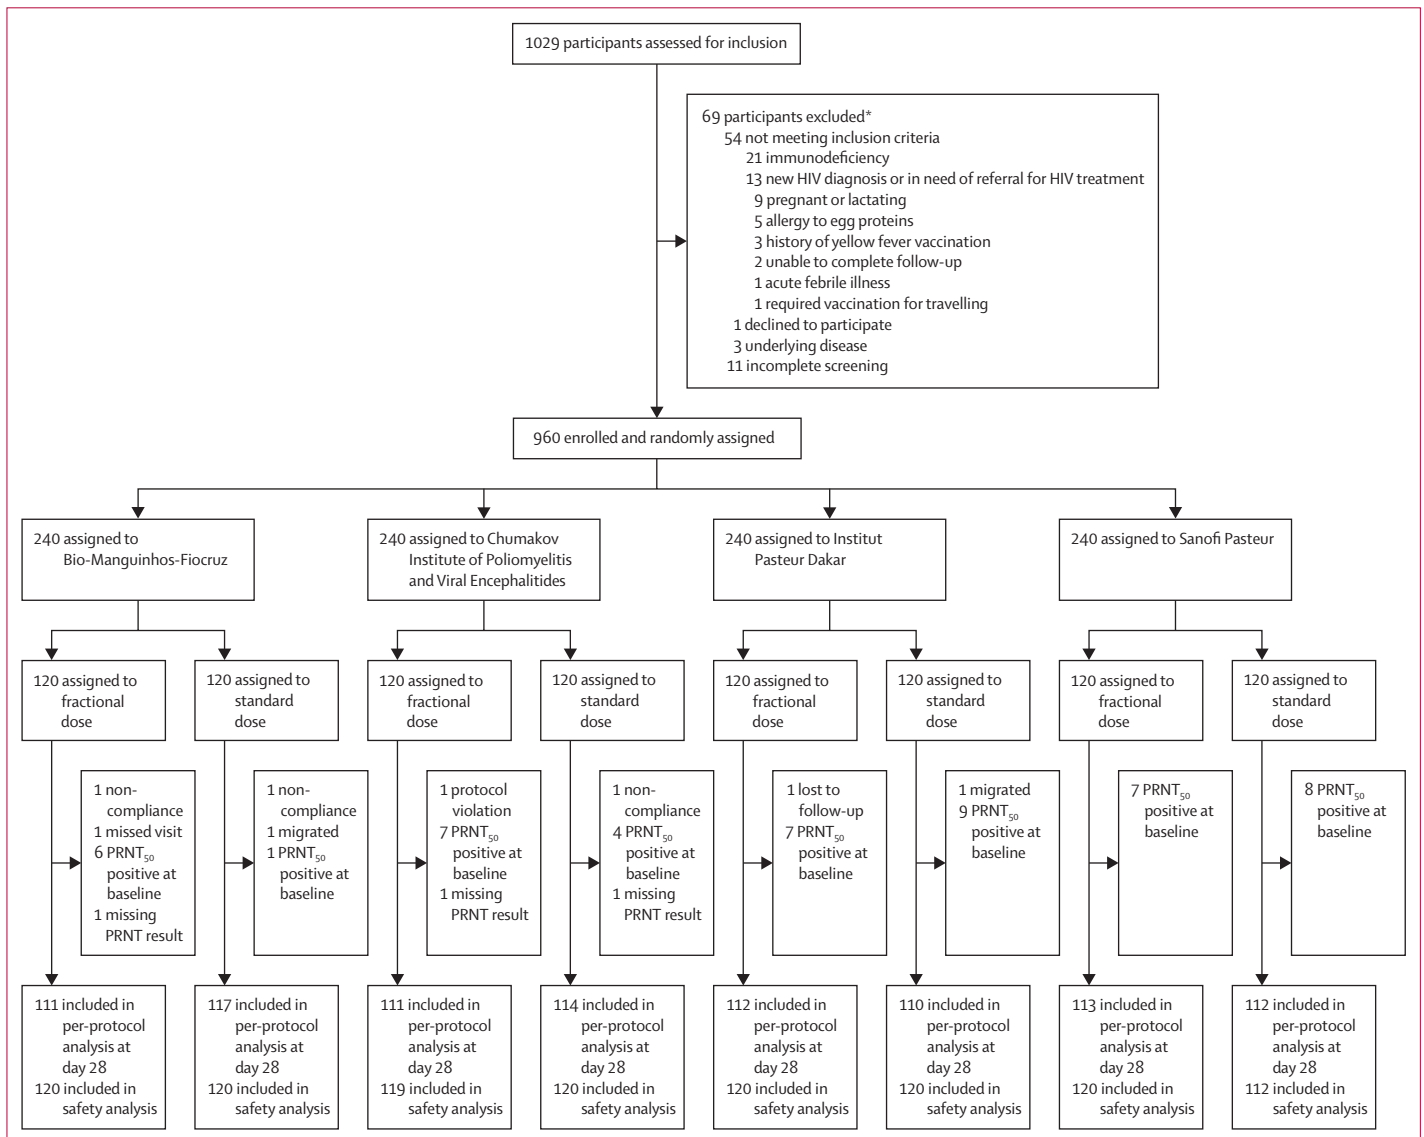 1029 participants assessed for inclusion
69 participants excluded*
54 not meeting inclusion criteria
21 immunodeficiency
13 new HIV diagnosis or in need of referral for HIV treatment
9 pregnant or lactating
5 allergy to egg proteins
3 history of yellow fever vaccination
2 unable to complete follow-up
1 acute febrile illness
1 required vaccination for travelling
1 declined to participate
3 underlying disease
11 incomplete screening
960 enrolled and randomly assigned
240 assigned to
Bio-Manguinhos-Fiocruz
240 assigned to Chumakov
Institute of Poliomyelitis
and Viral Encephalitides
240 assigned to Institut
Pasteur Dakar
240 assigned to Sanofi Pasteur
120 assigned to
fractional
dose
120 assigned to
standard
dose
120 assigned to
fractional
dose
120 assigned to
standard
dose
120 assigned to
fractional
dose
120 assigned to
standard
dose
120 assigned to
fractional
dose
120 assigned to
standard
dose
1 non-
compliance
1 missed visit
6 PRNT₅₀
positive at
baseline
1 missing
PRNT result
1 non-
compliance
1 migrated
1 PRNT₅₀
positive at
baseline
1 protocol
violation
7 PRNT₅₀
positive at
baseline
1 missing
PRNT result
1 non-
compliance
4 PRNT₅₀
positive at
baseline
1 missing
PRNT result
1 lost to
follow-up
7 PRNT₅₀
positive at
baseline
1 migrated
9 PRNT₅₀
positive at
baseline
7 PRNT₅₀
positive at
baseline
8 PRNT₅₀
positive at
baseline
111 included in
per-protocol
analysis at
day 28
120 included in
safety analysis
117 included in
per-protocol
analysis at
day 28
120 included in
safety analysis
111 included in
per-protocol
analysis at
day 28
119 included in
safety analysis
114 included in
per-protocol
analysis at
day 28
120 included in
safety analysis
112 included in
per-protocol
analysis at
day 28
120 included in
safety analysis
110 included in
per-protocol
analysis at
day 28
120 included in
safety analysis
113 included in
per-protocol
analysis at
day 28
120 included in
safety analysis
112 included in
per-protocol
analysis at
day 28
112 included in
safety analysis